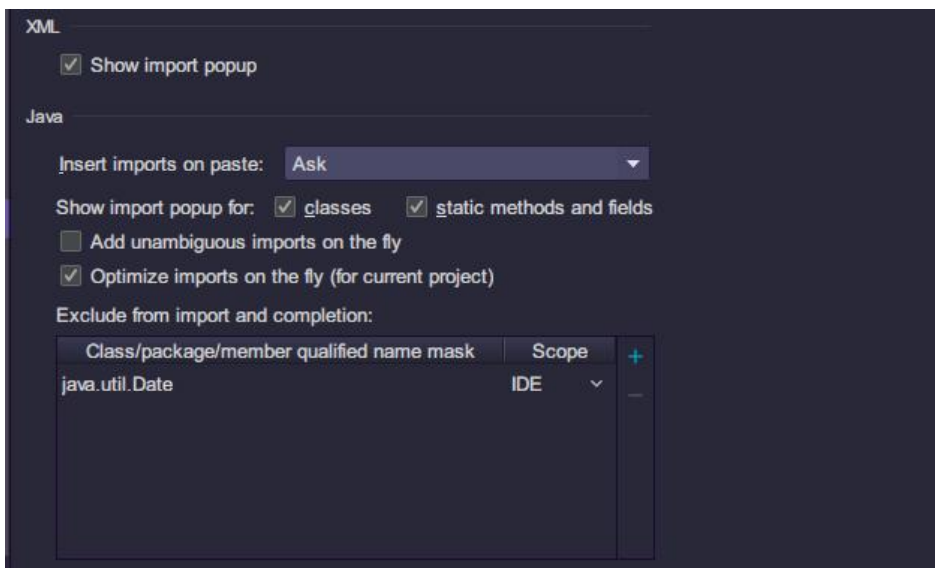 XML
Show import popup
Java
Insert imports on paste: Ask
Show import popup for: classes static methods and fields
Add unambiguous imports on the fly
Optimize imports on the fly (for current project)
Exclude from import and completion:
Class/package/member qualified name mask Scope
java.util.Date IDE